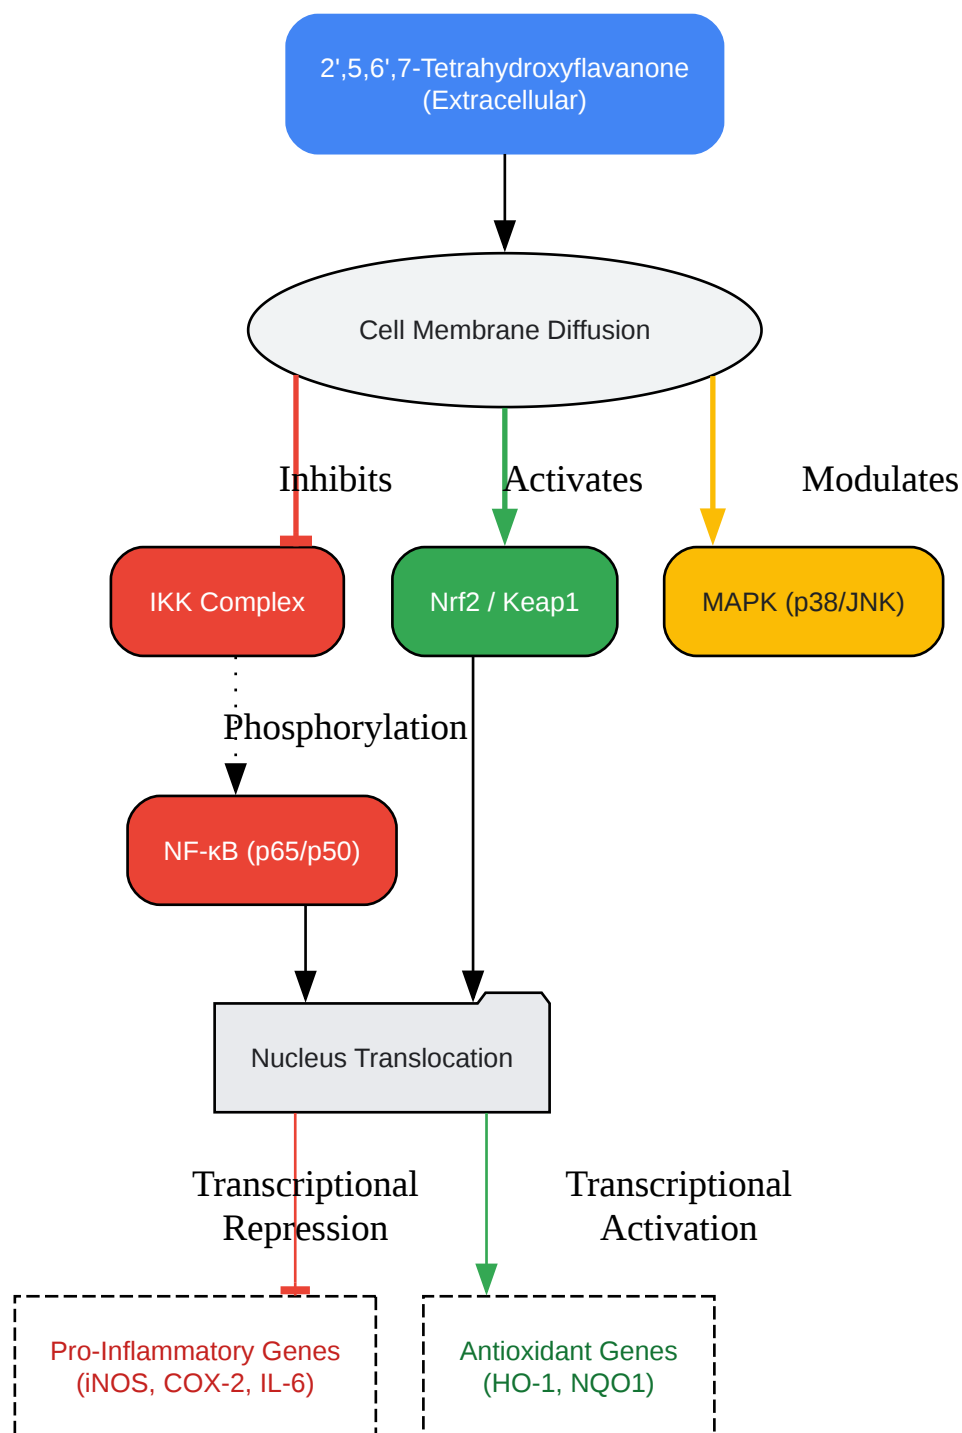 2',5,6',7-Tetrahydroxyflavanone
(Extracellular)
Cell Membrane Diffusion
Inhibits
Activates
Modulates
IKK Complex
Nrf2 / Keap1
MAPK (p38/JNK)
Phosphorylation
NF-κB (p65/p50)
Nucleus Translocation
Transcriptional
Repression
Transcriptional
Activation
Pro-Inflammatory Genes
(iNOS, COX-2, IL-6)
Antioxidant Genes
(HO-1, NQO1)